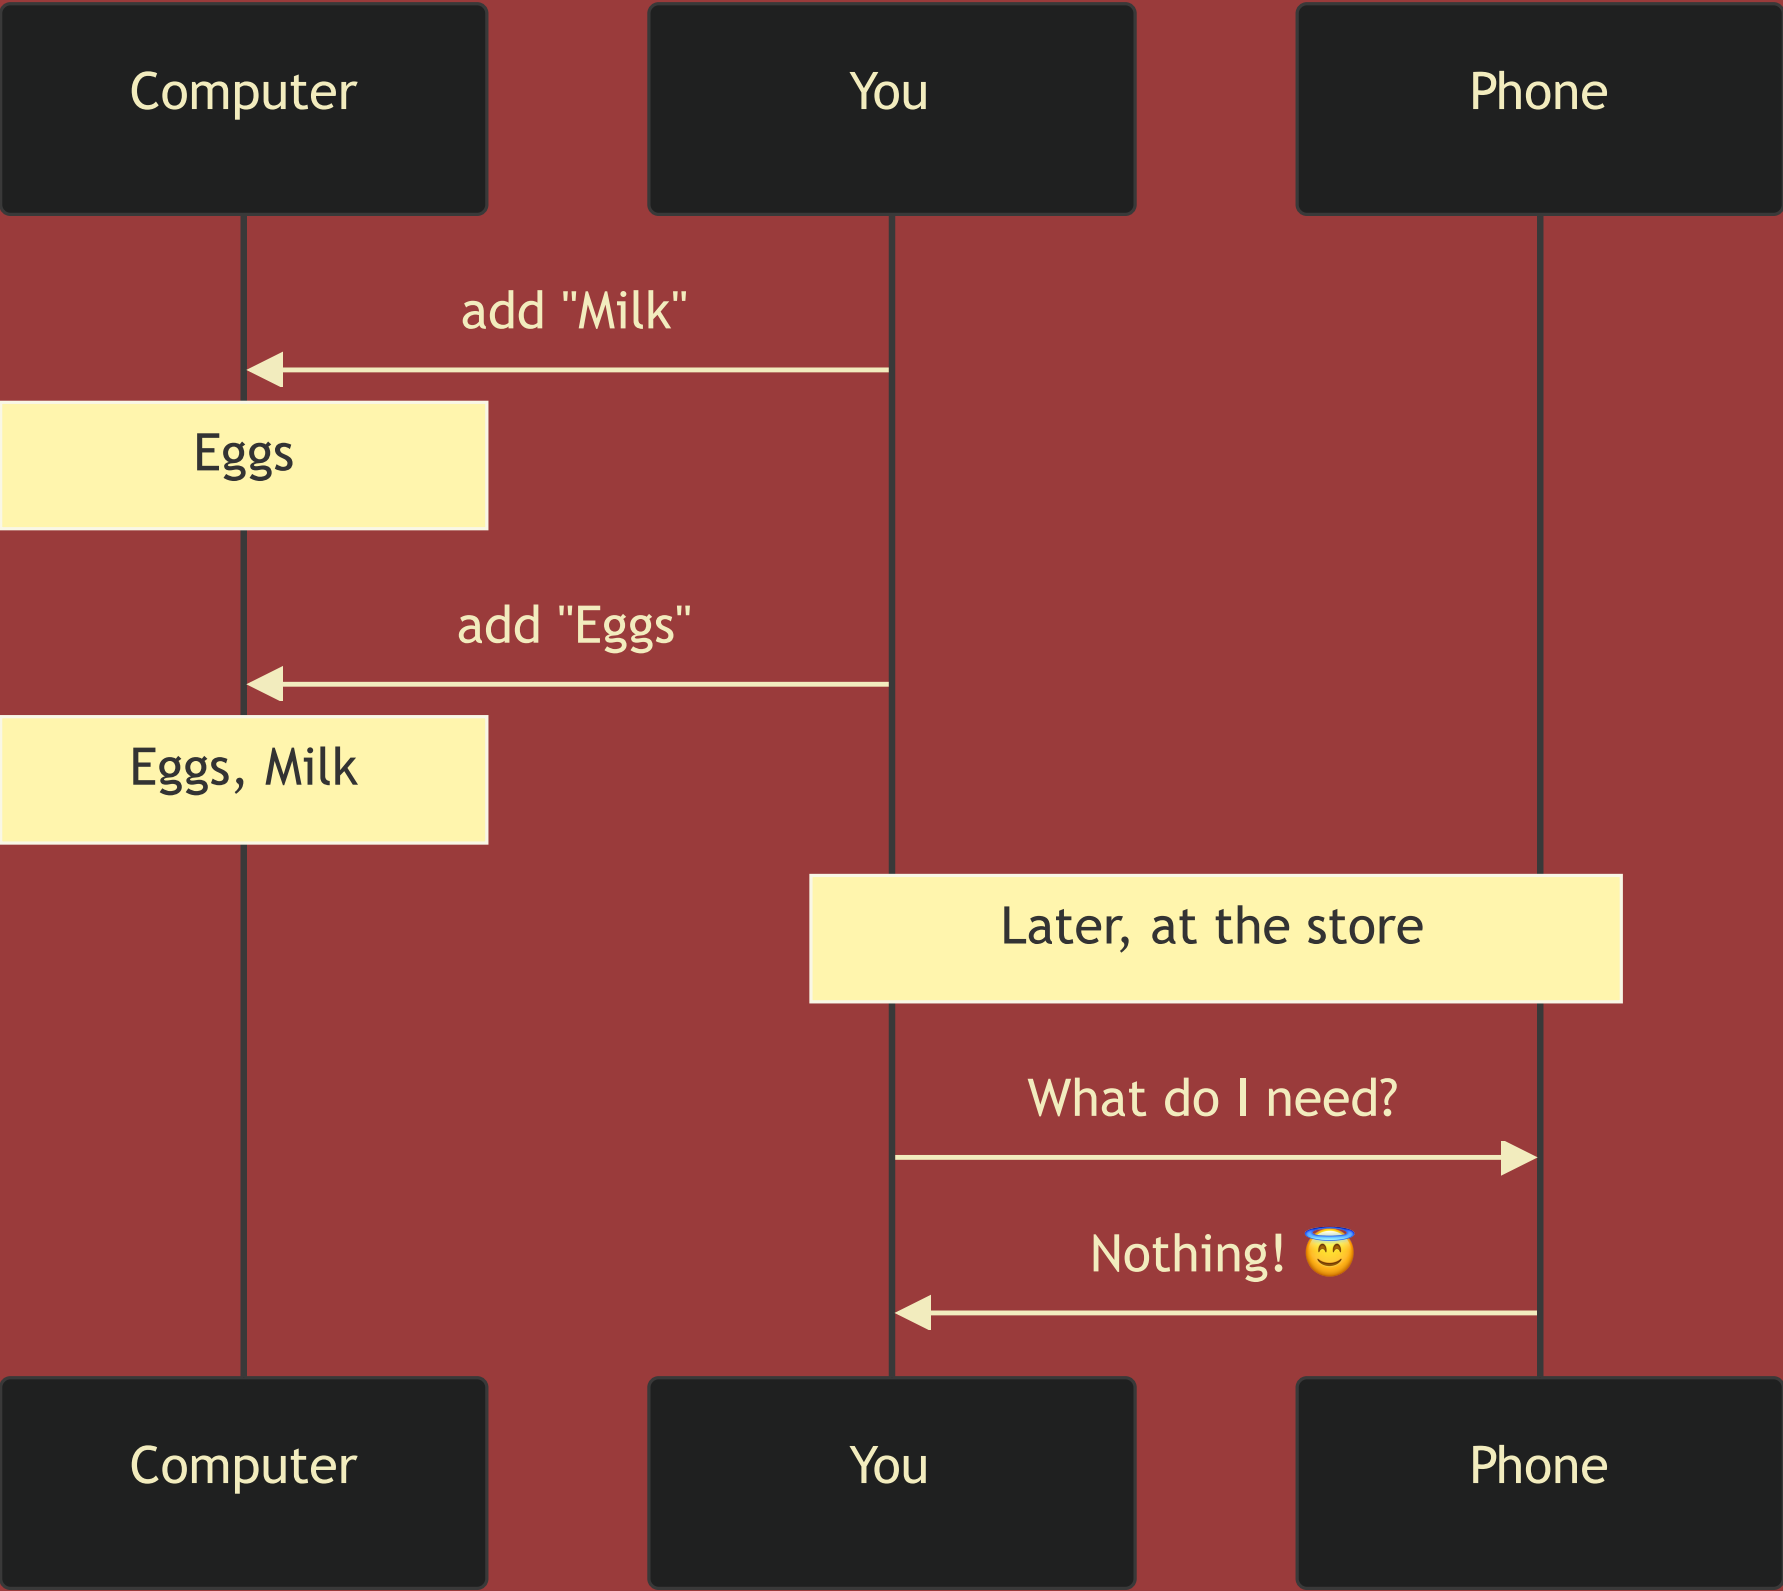 Computer
You
Phone
add "Milk"
Eggs
add "Eggs"
Eggs, Milk
Later, at the store
What do I need?
Nothing! 😇
Computer
You
Phone